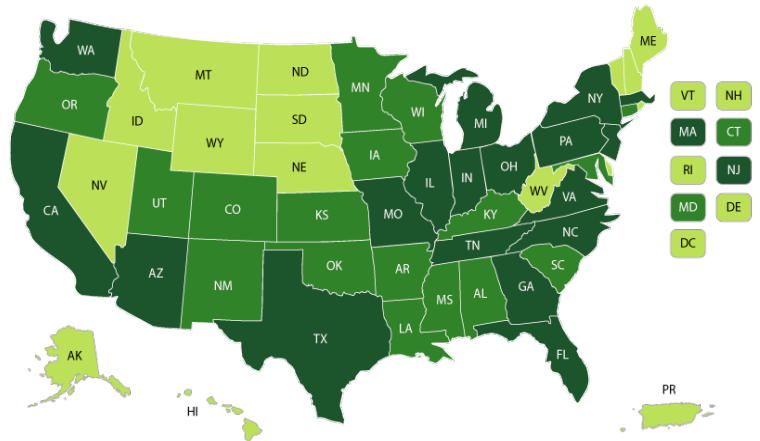 WA
MT
ND
MN
ME
OR
ID
SD
WI
NY
VT
NH
WY
MI
MA
CT
NE
IA
PA
NV
UT
CO
IL
IN
OH
WV
RI
NJ
CA
KS
MO
KY
VA
MD
DE
AZ
NM
OK
AR
TN
NC
DC
TX
LA
MS
AL
GA
SC
FL
AK
HI
PR